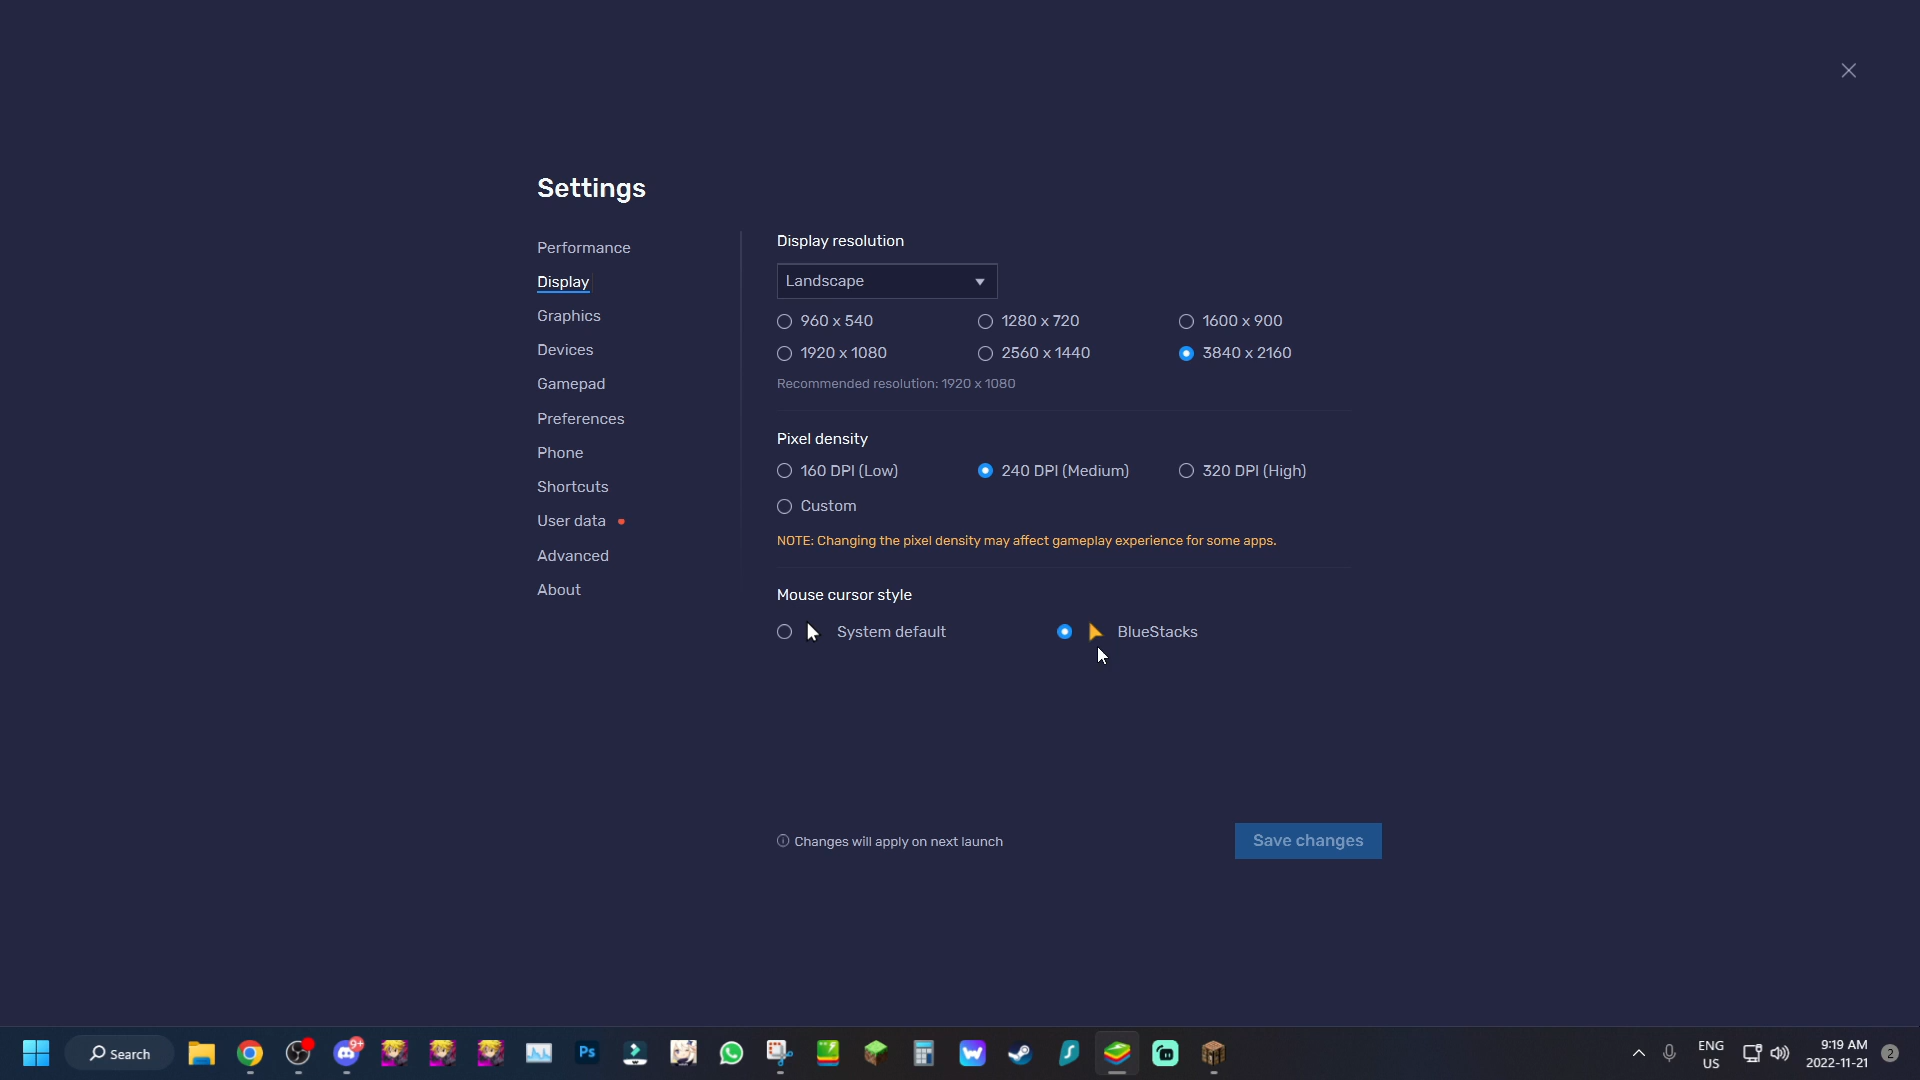 Settings
Performance
Display
Graphics
Devices
Gamepad
Preferences
Phone
Shortcuts
User data
Advanced
About
Display resolution
Landscape
960 x 540 1280 x 720 1600 x 900
1920 x 1080 2560 x 1440 3840 x 2160
Recommended resolution: 1920 x 1080
Pixel density
160 DPI (Low) 240 DPI (Medium) 320 DPI (High)
Custom
NOTE: Changing the pixel density may affect gameplay experience for some apps.
Mouse cursor style
System default BlueStacks
Changes will apply on next launch
Save changes
Search
9+
Ps
ENG
US
9:19 AM
2022-11-21
2